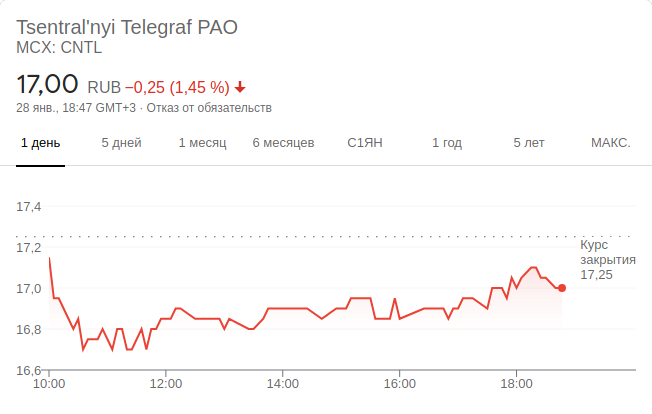 Tsentral'nyi Telegraf PAO
MCX: CNTL
17,00 RUB −0,25 (1,45 %)
28 янв., 18:47 GMT+3 · Отказ от обязательств
1 день 5 дней 1 месяц 6 месяцев С1ЯН 1 год 5 лет МАКС.
17,4
17,2
17,0
16,8
16,6
Курс
закрытия
17,25
10:00 12:00 14:00 16:00 18:00